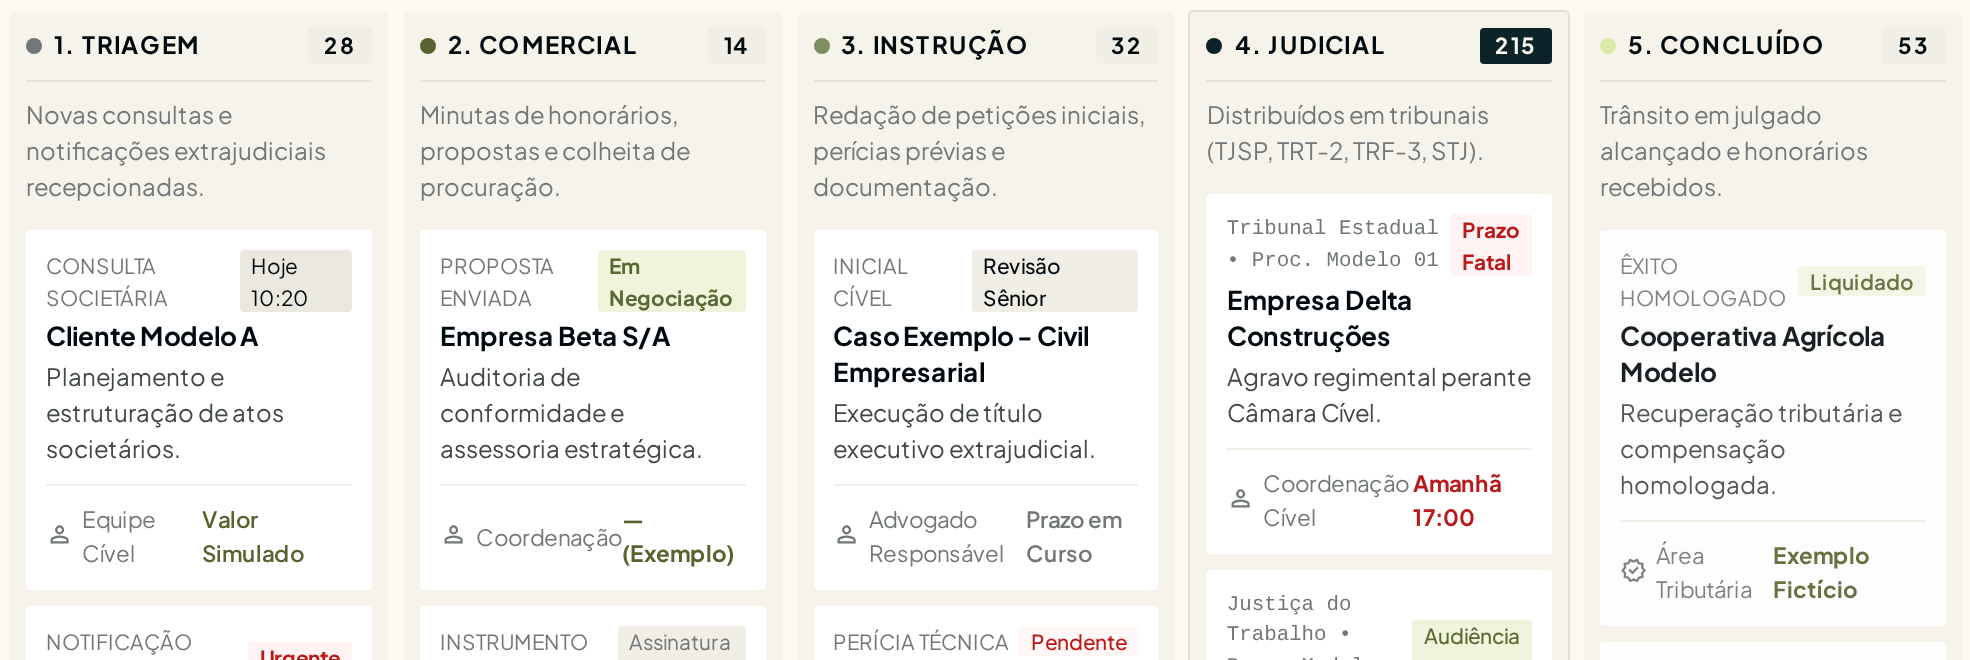 1. TRIAGEM 28
Novas consultas e
notificações extrajudiciais
recepcionadas.
CONSULTA
SOCIETÁRIA
Hoje
10:20
Cliente Modelo A
Planejamento e
estruturação de atos
societários.
Equipe
Cível
Valor
Simulado
NOTIFICAÇÃO
Urgente
2. COMERCIAL 14
Minutas de honorários,
propostas e colheita de
procuração.
PROPOSTA
ENVIADA
Em
Negociação
Empresa Beta S/A
Auditoria de
conformidade e
assessoria estratégica.
Coordenação
—
(Exemplo)
INSTRUMENTO
Assinatura
3. INSTRUÇÃO 32
Redação de petições iniciais,
perícias prévias e
documentação.
INICIAL
CÍVEL
Revisão
Sênior
Caso Exemplo – Civil
Empresarial
Execução de título
executivo extrajudicial.
Advogado
Responsável
Prazo em
Curso
PERÍCIA TÉCNICA
Pendente
4. JUDICIAL 215
Distribuídos em tribunais
(TJSP, TRT-2, TRF-3, STJ).
Tribunal Estadual
• Proc. Modelo 01
Prazo
Fatal
Empresa Delta
Construções
Agravo regimental perante
Câmara Cível.
Coordenação
Cível
Amanhã
17:00
Justiça do
Trabalho •
Audiência
5. CONCLUÍDO 53
Trânsito em julgado
alcançado e honorários
recebidos.
ÊXITO
HOMOLOGADO
Liquidado
Cooperativa Agrícola
Modelo
Recuperação tributária e
compensação
homologada.
Área
Tributária
Exemplo
Fictício